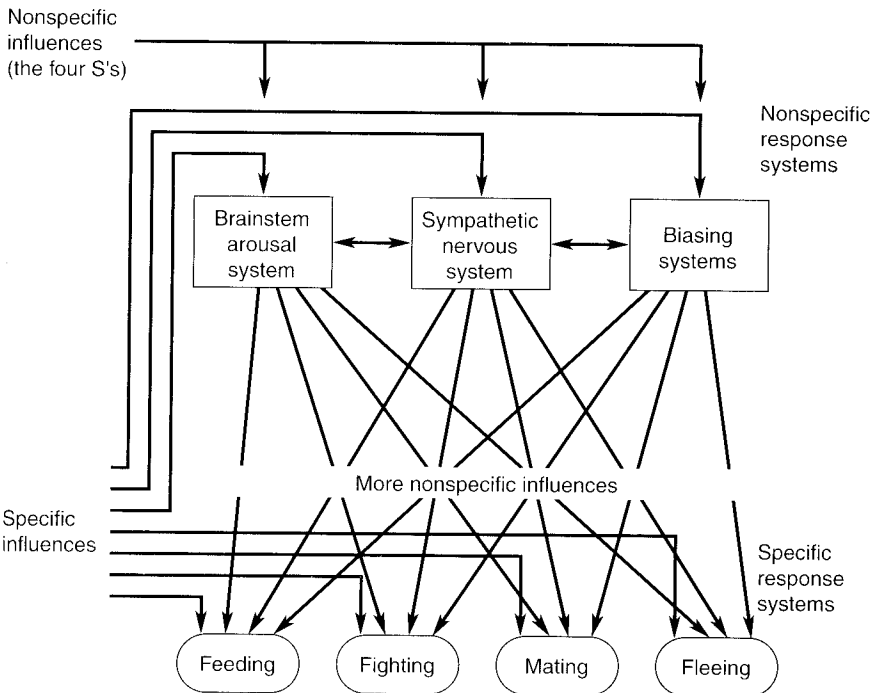 Nonspecific
influences
(the four S's)
Nonspecific
response
systems
Brainstem
arousal
system
Sympathetic
nervous
system
Biasing
systems
More nonspecific influences
Specific
influences
Specific
response
systems
Feeding
Fighting
Mating
Fleeing